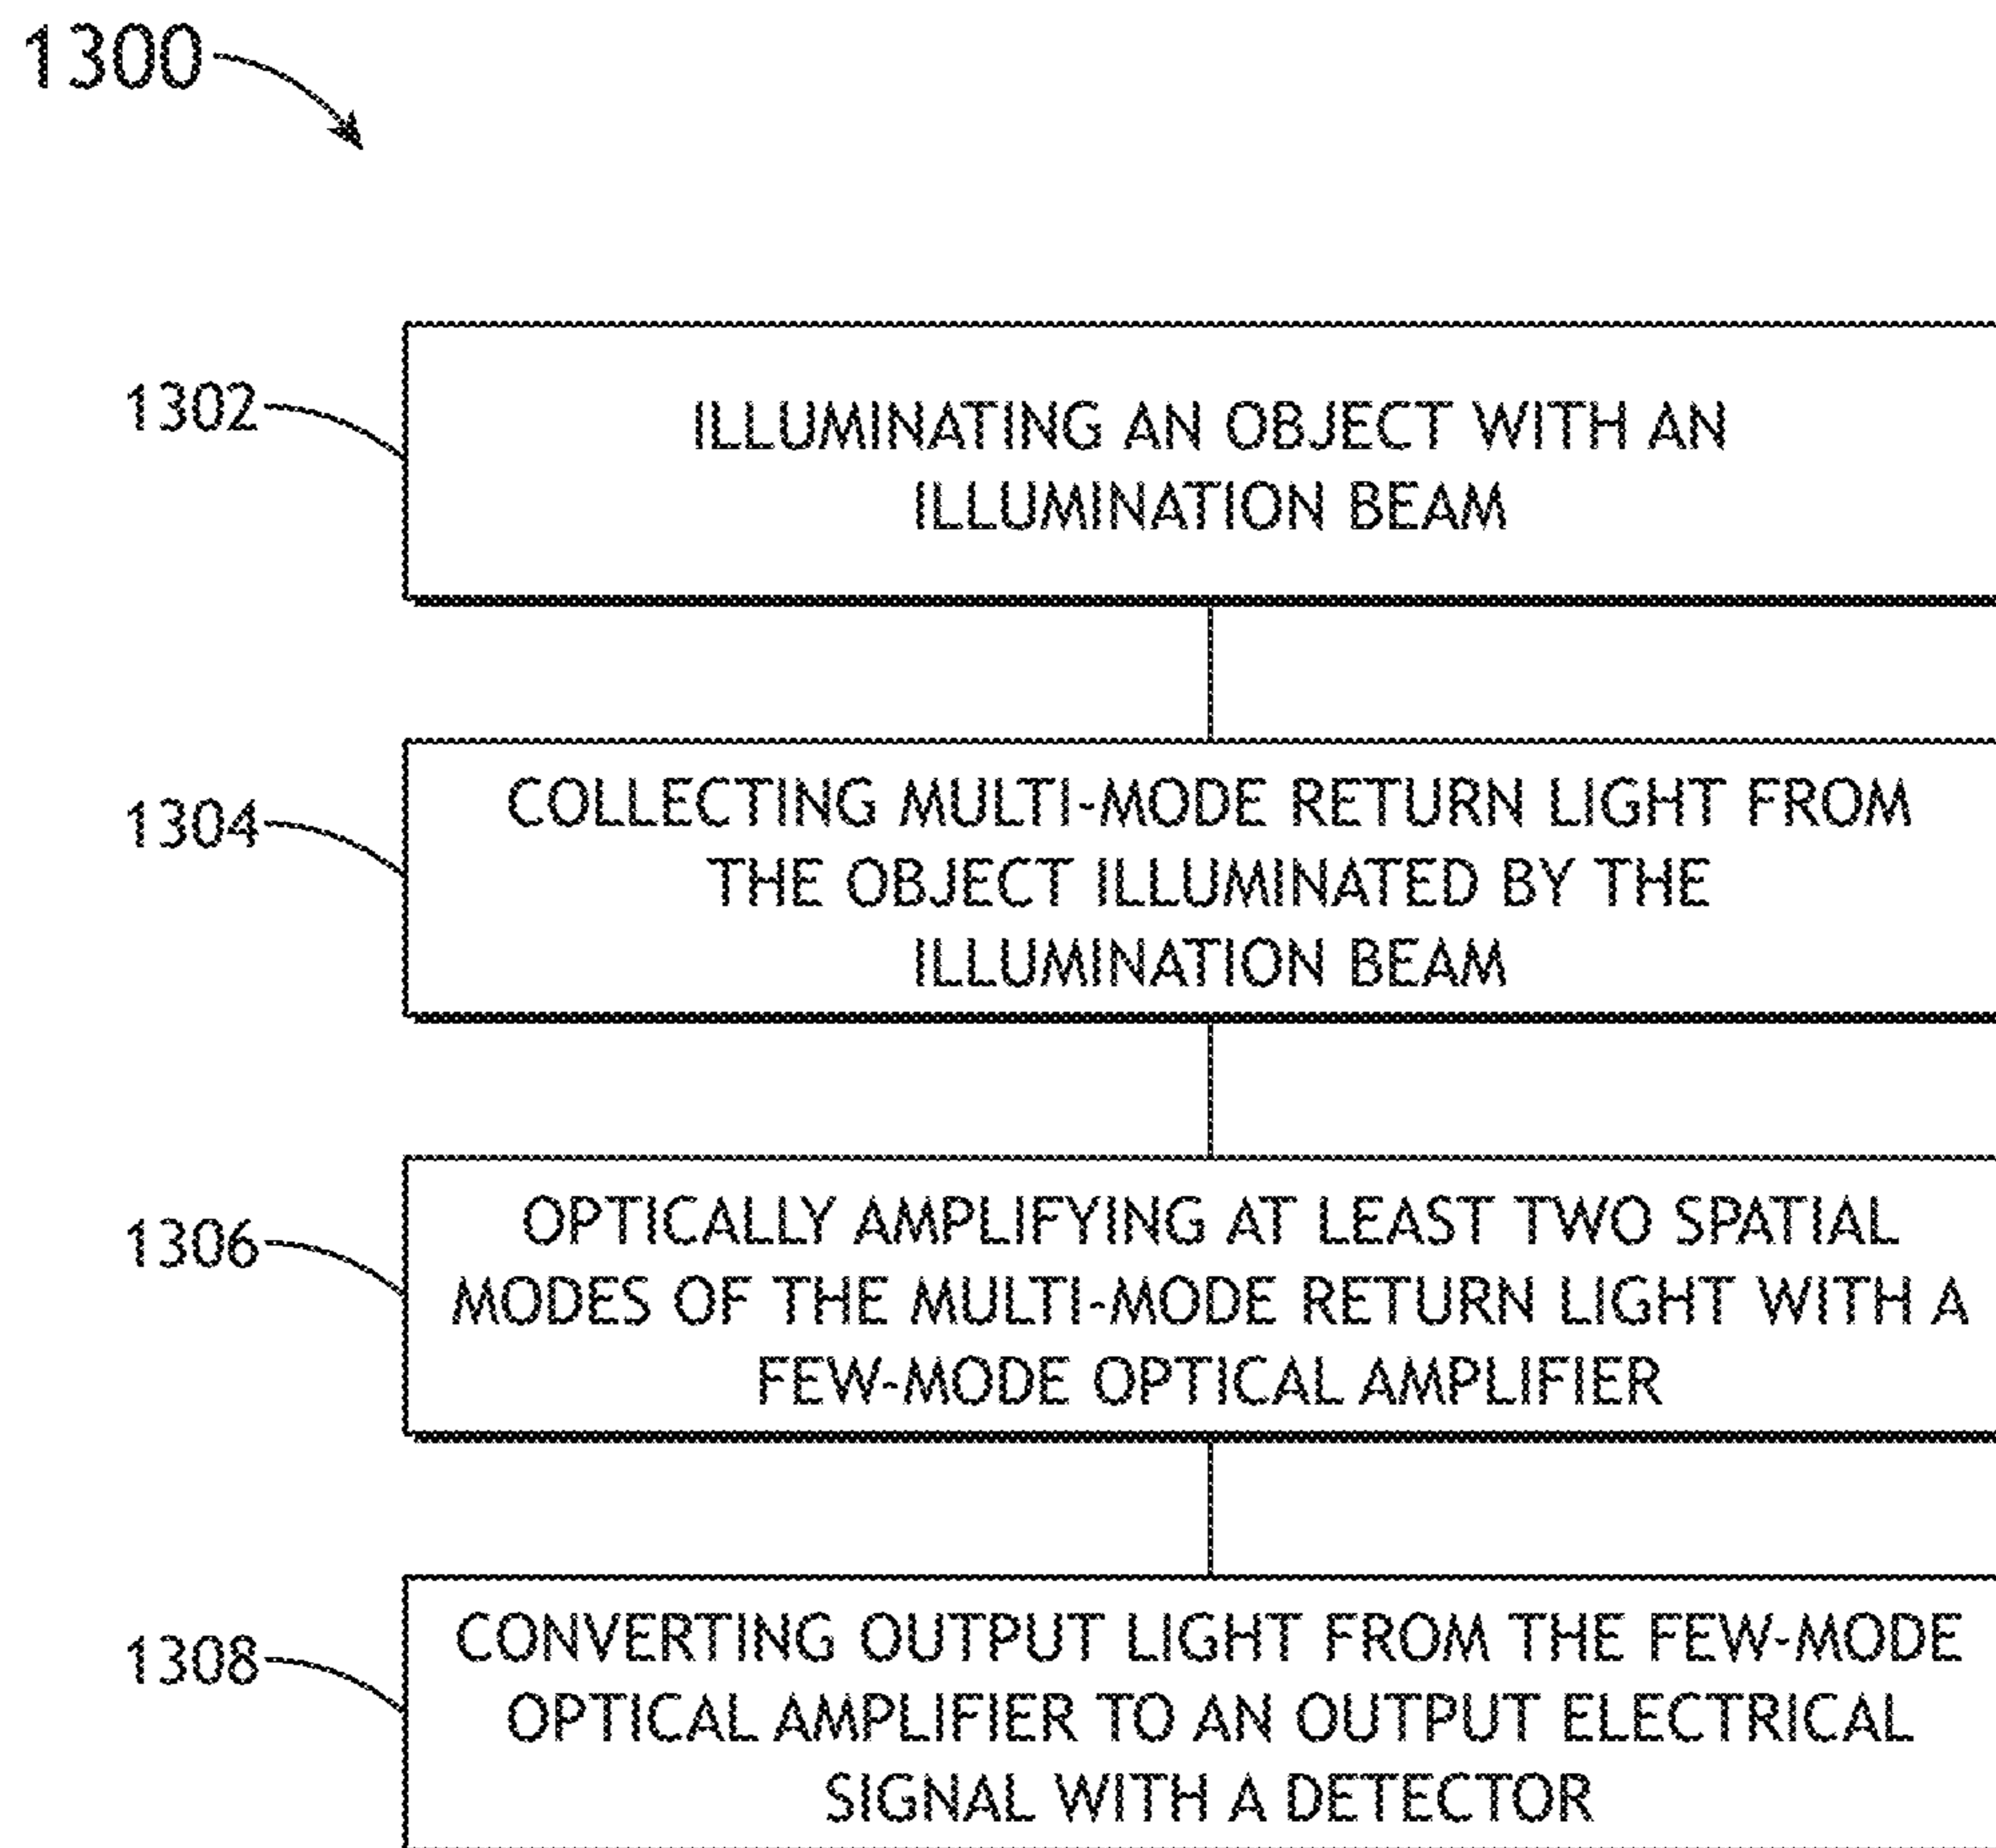 1300
1302
ILLUMINATING AN OBJECT WITH AN
ILLUMINATION BEAM
1304
COLLECTING MULTI-MODE RETURN LIGHT FROM
THE OBJECT ILLUMINATED BY THE
ILLUMINATION BEAM
1306
OPTICALLY AMPLIFYING AT LEAST TWO SPATIAL
MODES OF THE MULTI-MODE RETURN LIGHT WITH A
FEW-MODE OPTICAL AMPLIFIER
1308
CONVERTING OUTPUT LIGHT FROM THE FEW-MODE
OPTICAL AMPLIFIER TO AN OUTPUT ELECTRICAL
SIGNAL WITH A DETECTOR